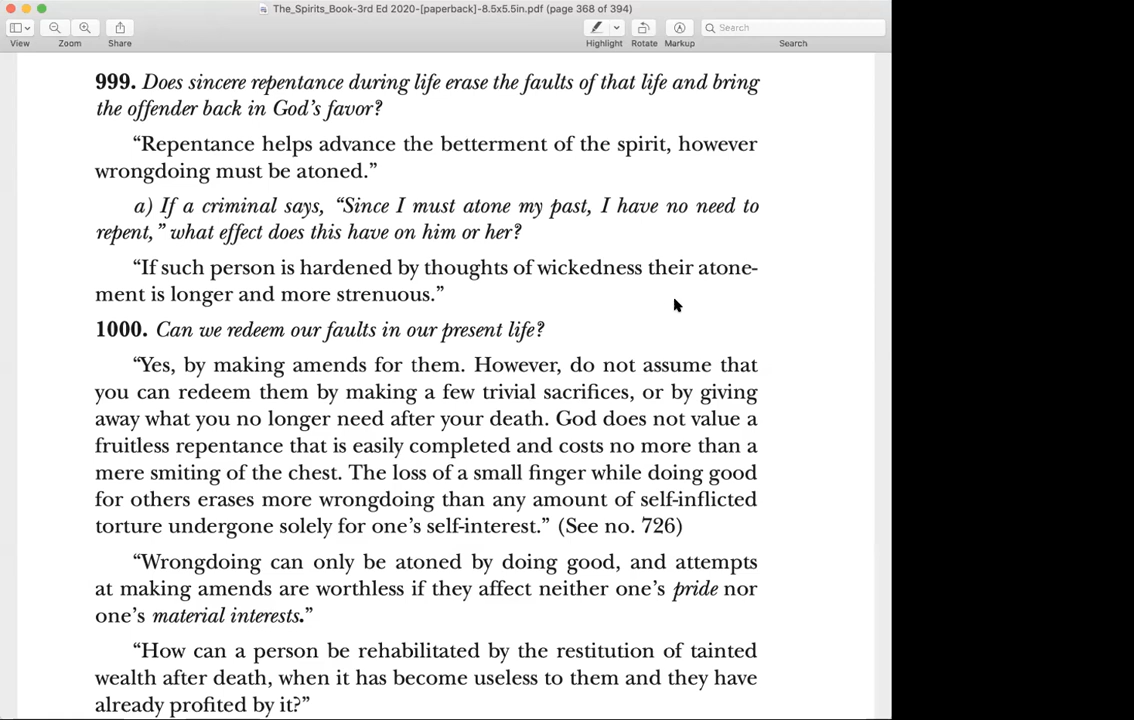 The_Spirits_Book-3rd Ed 2020-[paperback]-8.5x5.5in.pdf (page 368 of 394)
Search
View
Zoom
Share
Highlight
Rotate
Markup
Search
999. Does sincere repentance during life erase the faults of that life and bring
the offender back in God’s favor?
“Repentance helps advance the betterment of the spirit, however
wrongdoing must be atoned.”
a) If a criminal says, “Since I must atone my past, I have no need to
repent,” what effect does this have on him or her?
“If such person is hardened by thoughts of wickedness their atone-
ment is longer and more strenuous.”
1000. Can we redeem our faults in our present life?
“Yes, by making amends for them. However, do not assume that
you can redeem them by making a few trivial sacrifices, or by giving
away what you no longer need after your death. God does not value a
fruitless repentance that is easily completed and costs no more than a
mere smiting of the chest. The loss of a small finger while doing good
for others erases more wrongdoing than any amount of self-inflicted
torture undergone solely for one’s self-interest.” (See no. 726)
“Wrongdoing can only be atoned by doing good, and attempts
at making amends are worthless if they affect neither one’s pride nor
one’s material interests.”
“How can a person be rehabilitated by the restitution of tainted
wealth after death, when it has become useless to them and they have
already profited by it?”